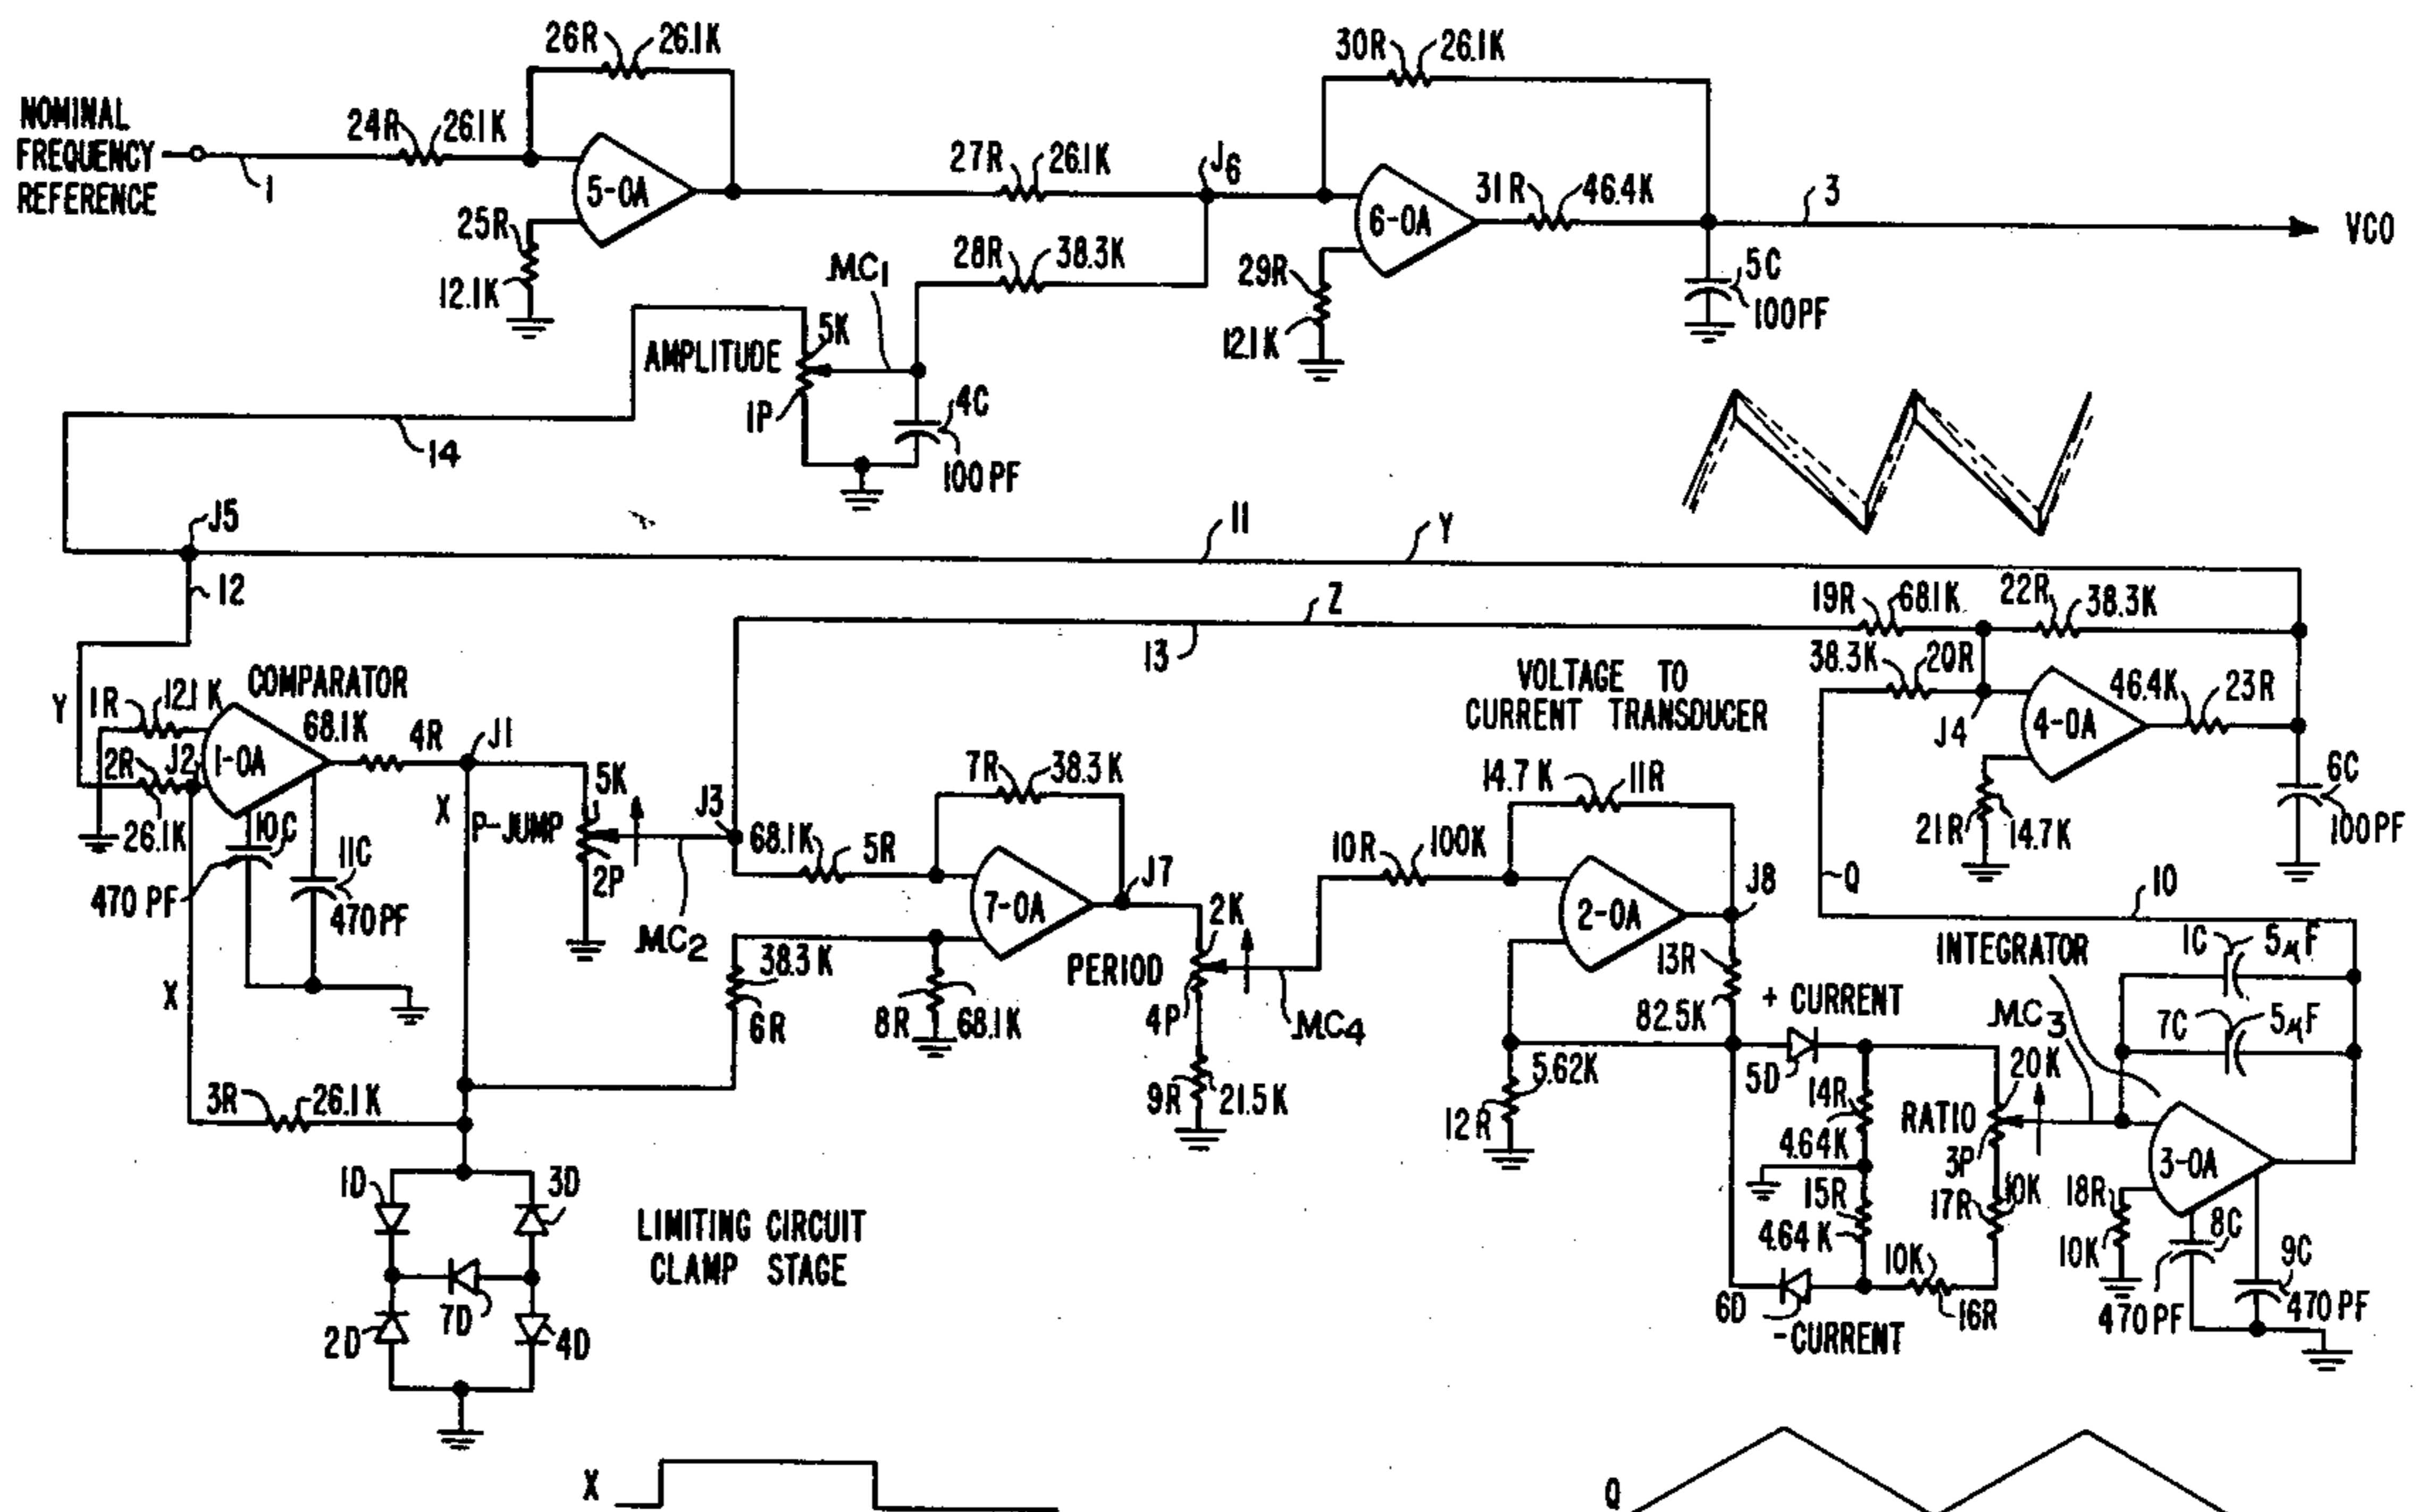 26R 26.1K
30R 26.1K
NOMINAL
FREQUENCY
REFERENCE
24R 26.1K
1
5-OA
25R
12.1K
27R 26.1K
J6
6-OA
31R 46.4K
3
VCO
28R 38.3K
MC1
29R
12.1K
5C
100PF
AMPLITUDE
5K
1P
4C
100PF
14
J5
11
Y
12
Z
13
19R 68.1K
22R 38.3K
38.3K 20R
COMPARATOR
Y
1R 12.1K
68.1K 4R
J1
2R J2
1-OA
26.1K
10C
470 PF
11C
470PF
X
P-JUMP
5K
2P
MC2
J3
68.1K 5R
7R 38.3K
7-OA
J7
38.3K
6R
8R 68.1K
PERIOD
2K
4P
MC4
9R 21.5K
VOLTAGE TO
CURRENT TRANSDUCER
14.7K 11R
10R 100K
2-OA
J8
13R
82.5K
5.62K
12R
+ CURRENT
5D
14R
4.64K
15R
4.64K
6D
-CURRENT
10K
16R
17R 10K
RATIO
3P
20K
MC3
J4
4-OA
46.4K 23R
21R 14.7K
6C
100PF
Q
10
INTEGRATOR
1C 5μF
7C 5μF
3-OA
18R
10K
8C
470PF
9C
470PF
X
3R 26.1K
1D
3D
7D
2D
4D
LIMITING CIRCUIT
CLAMP STAGE
X
Q